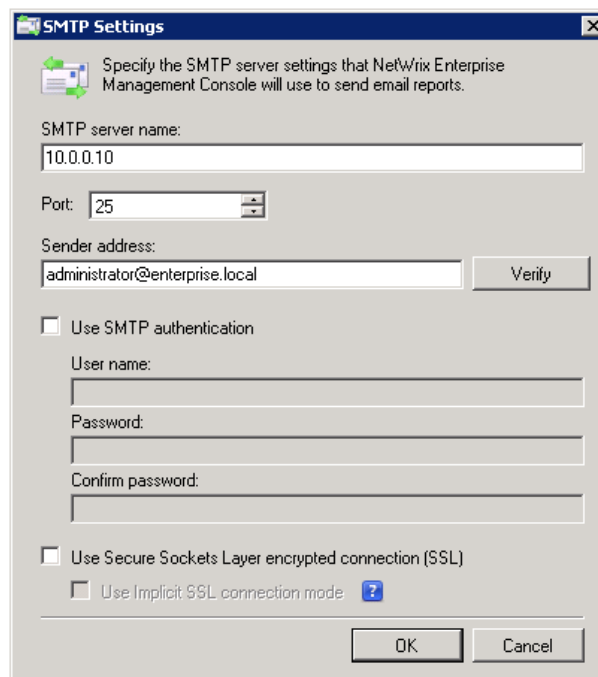 SMTP Settings
Specify the SMTP server settings that NetWrix Enterprise
Management Console will use to send email reports.
SMTP server name:
10.0.0.10
Port: 25
Sender address:
administrator@enterprise.local Verify
Use SMTP authentication
User name:
Password:
Confirm password:
Use Secure Sockets Layer encrypted connection (SSL)
Use Implicit SSL connection mode ?
OK Cancel